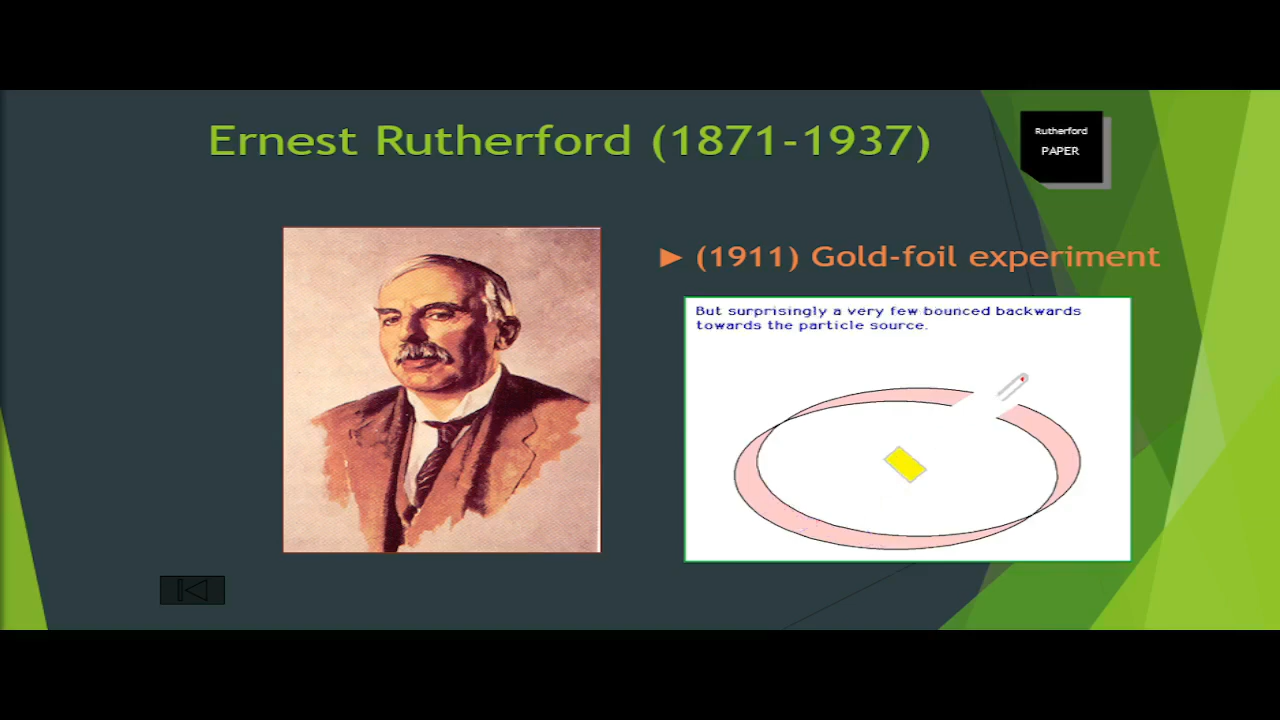 Ernest Rutherford (1871-1937)
Rutherford
PAPER
(1911) Gold-foil experiment
But surprisingly a very few bounced backwards
towards the particle source.